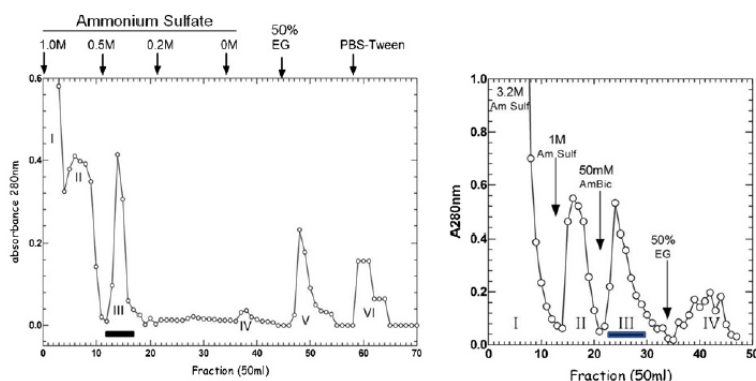 Ammonium Sulfate
1.0M 0.5M 0.2M 0M 50% EG PBS-Tween
absorbance 280nm
0.6
0.4
0.2
0.0
I
II
III
IV
V
VI
0 10 20 30 40 50 60 70
Fraction (50ml)
A280nm
1.0
0.8
0.6
0.4
0.2
0.0
3.2M
Am Sulf
1M
Am Sulf
50mM
AmBic
50%
EG
I II III IV
0 10 20 30 40 50
Fraction (50ml)